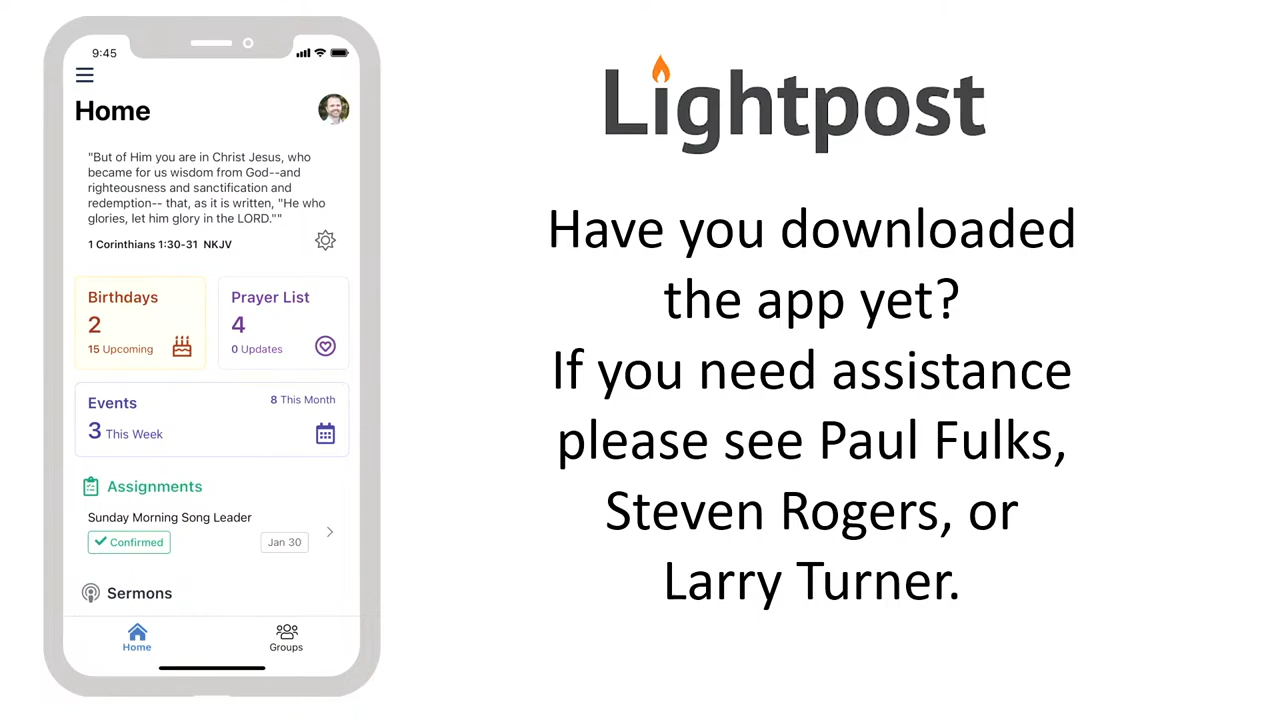 9:45
Home
"But of Him you are in Christ Jesus, who
became for us wisdom from God--and
righteousness and sanctification and
redemption-- that, as it is written, "He who
glories, let him glory in the LORD.""
1 Corinthians 1:30-31 NKJV
Birthdays
2
15 Upcoming
Prayer List
4
0 Updates
Events
8 This Month
3 This Week
Assignments
Sunday Morning Song Leader
Confirmed
Jan 30
Sermons
Home
Groups
Lightpost
Have you downloaded
the app yet?
If you need assistance
please see Paul Fulks,
Steven Rogers, or
Larry Turner.